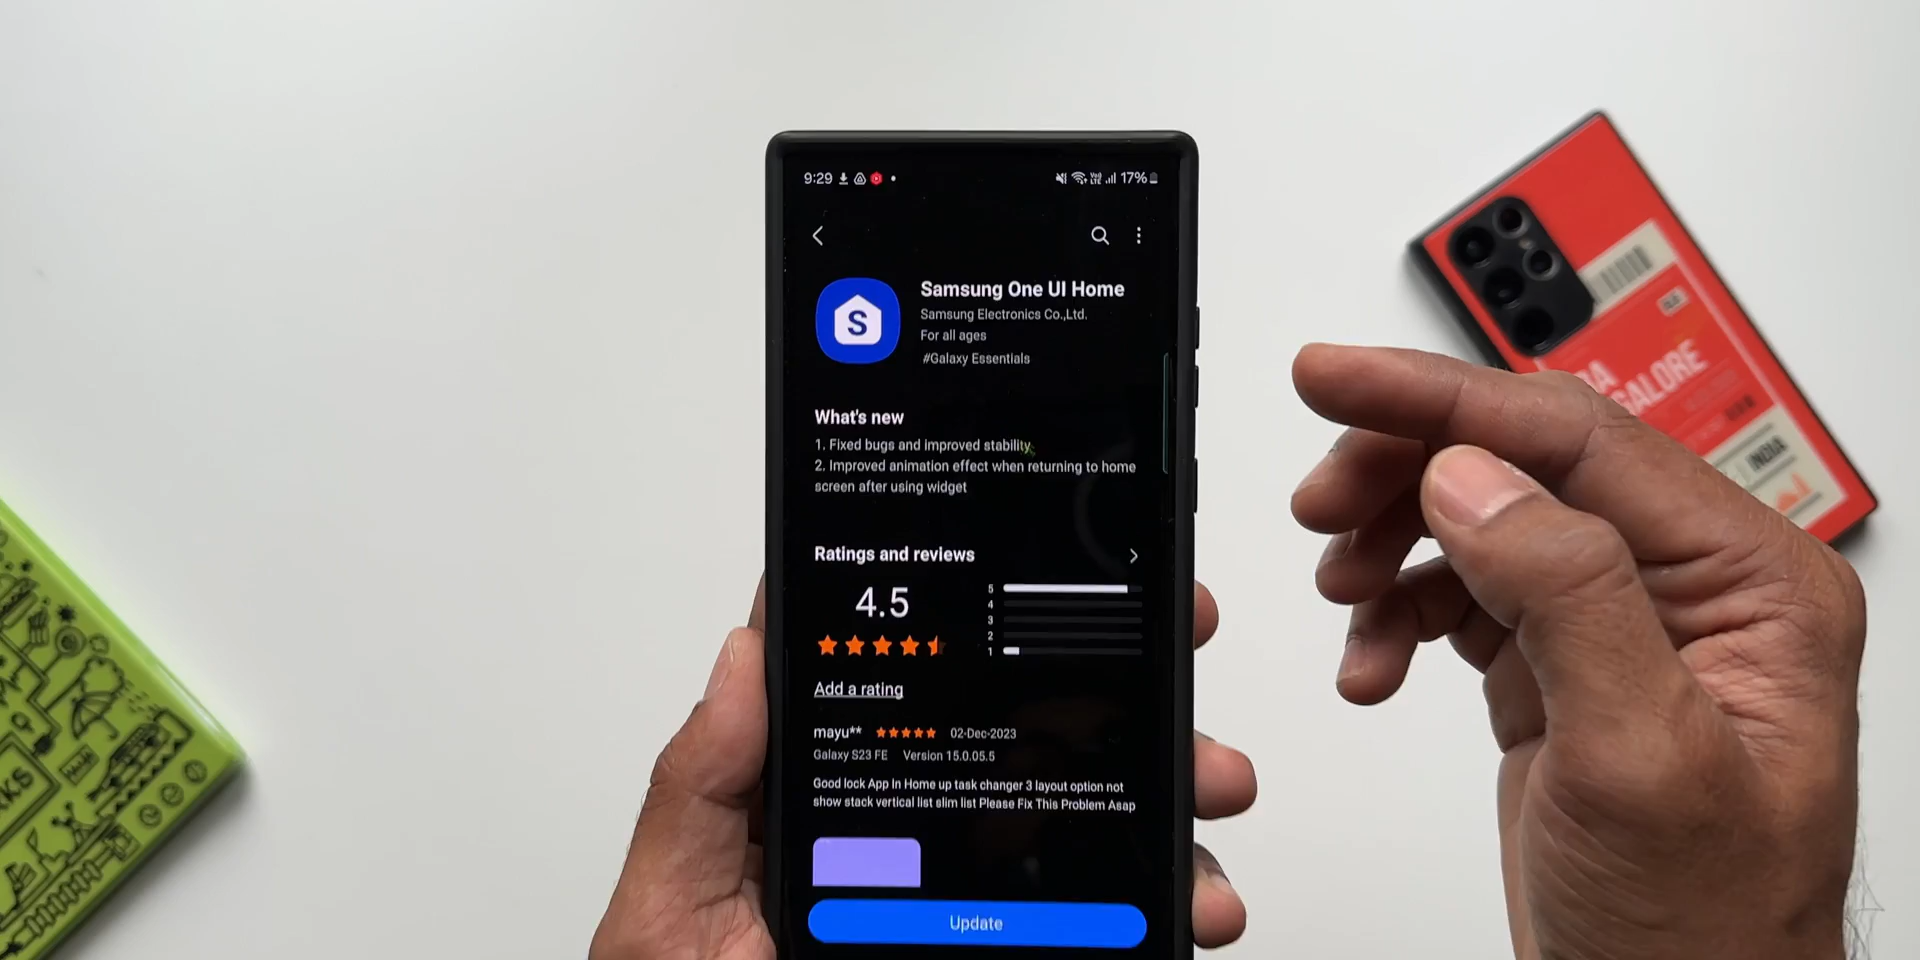 9:29
17%
S
Samsung One UI Home
Samsung Electronics Co.,Ltd.
For all ages
#Galaxy Essentials
What's new
1. Fixed bugs and improved stability
2. Improved animation effect when returning to home
screen after using widget
Ratings and reviews
4.5
5
4
3
2
1
Add a rating
mayu** 02-Dec-2023
Galaxy S23 FE Version 15.0.05.5
Good lock App In Home up task changer 3 layout option not
show stack vertical list slim list Please Fix This Problem Asap
Update
GALORE
INDIA